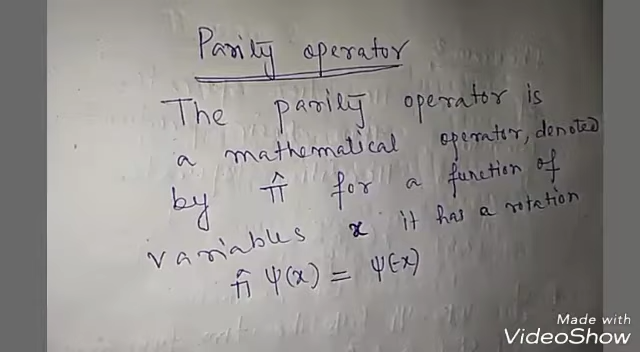 Parity operator
The parity operator is
a mathematical operator, denoted
by π̂ for a function of
variables x it has a rotation
π̂ ψ(x) = ψ(-x)
Made with
VideoShow